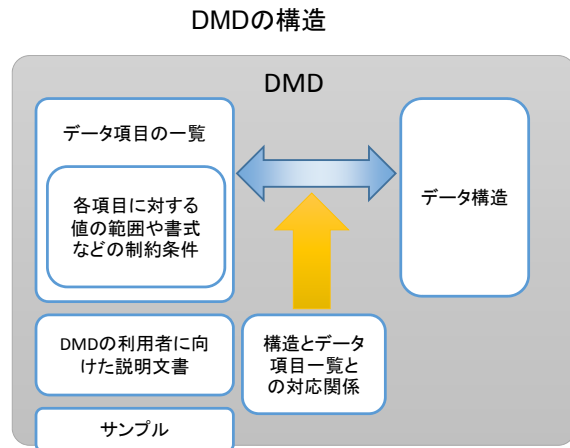 DMDの構造
DMD
データ項目の一覧
各項目に対する
値の範囲や書式
などの制約条件
データ構造
DMDの利用者に向
けた説明文書
構造とデータ
項目一覧と
の対応関係
サンプル